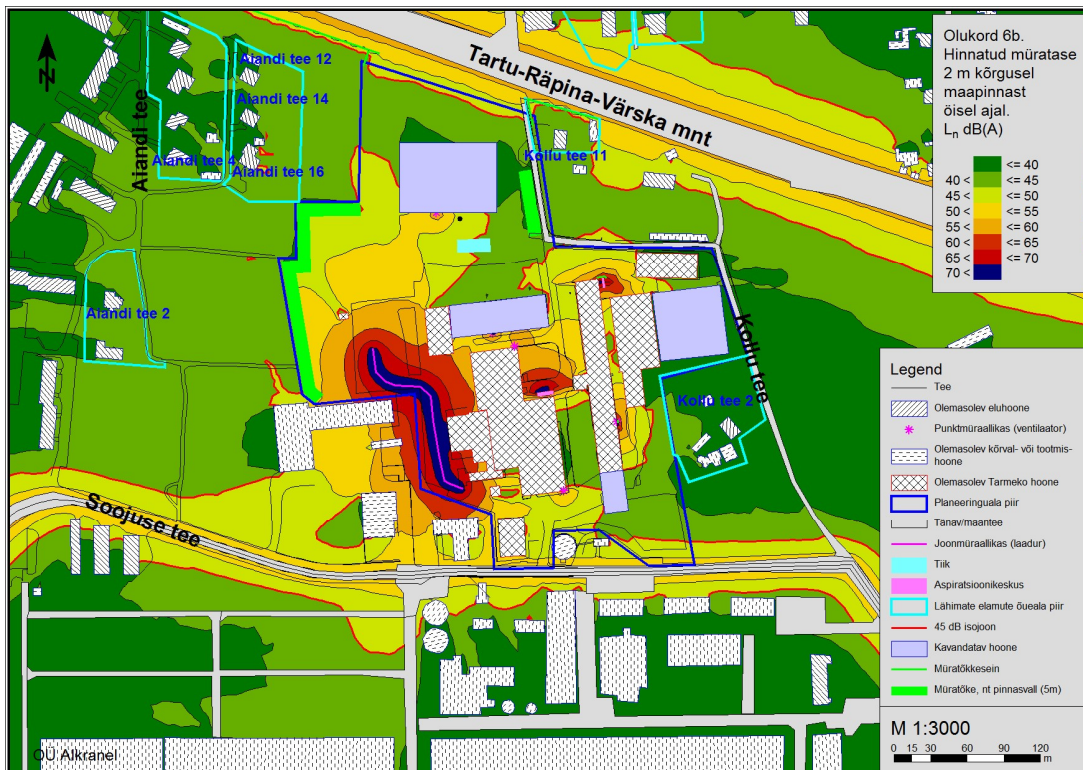 Olukord 6b.
Hinnatud müratase
2 m kõrgusel
maapinnast
öisel ajal.
Ln dB(A)
<= 40
40 < <= 45
45 < <= 50
50 < <= 55
55 < <= 60
60 < <= 65
65 < <= 70
70 <
N
Tartu-Räpina-Värska mnt
Aiandi tee
Aiandi tee 12
Aiandi tee 14
Aiandi tee 4
Aiandi tee 16
Kollu tee 11
Aiandi tee 2
Kollu tee
Kollu tee 2
Soojuse tee
Legend
Tee
Olemasolev eluhoone
Punktmüraallikas (ventilaator)
Olemasolev kõrval- või tootmis-
hoone
Olemasolev Tarmeko hoone
Planeeringuala piir
Tänav/maantee
Joonmüraallikas (laadur)
Tiik
Aspiratsioonikeskus
Lähimate elamute õueala piir
45 dB isojoon
Kavandatav hoone
Müratõkkesein
Müratõke, nt pinnasvall (5m)
M 1:3000
0 15 30 60 90 120
m
OÜ Alkranel